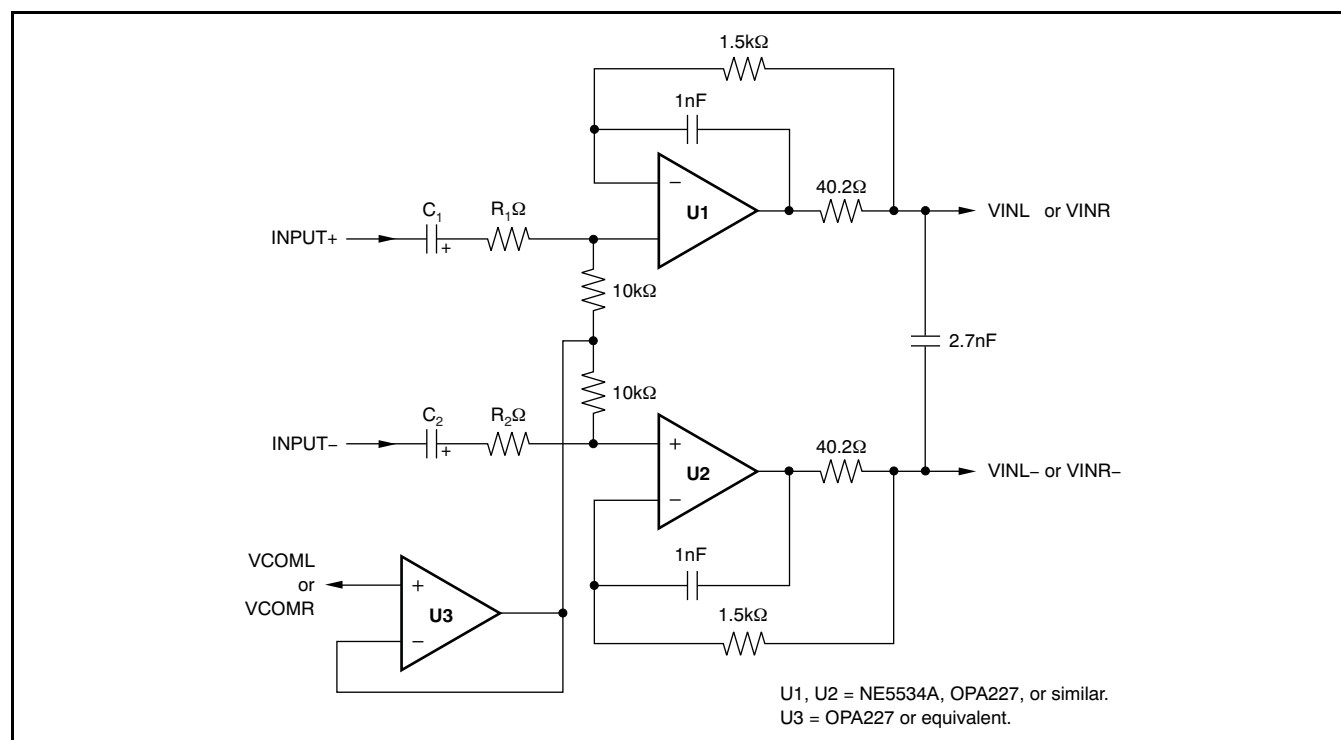 1.5kΩ
1nF
−
U1
40.2Ω
VINL or VINR
C1
R1Ω
INPUT+
+
10kΩ
2.7nF
10kΩ
C2
R2Ω
INPUT−
+
+
U2
−
40.2Ω
VINL− or VINR−
1nF
VCOML
or
VCOMR
+
U3
−
1.5kΩ
U1, U2 = NE5534A, OPA227, or similar.
U3 = OPA227 or equivalent.